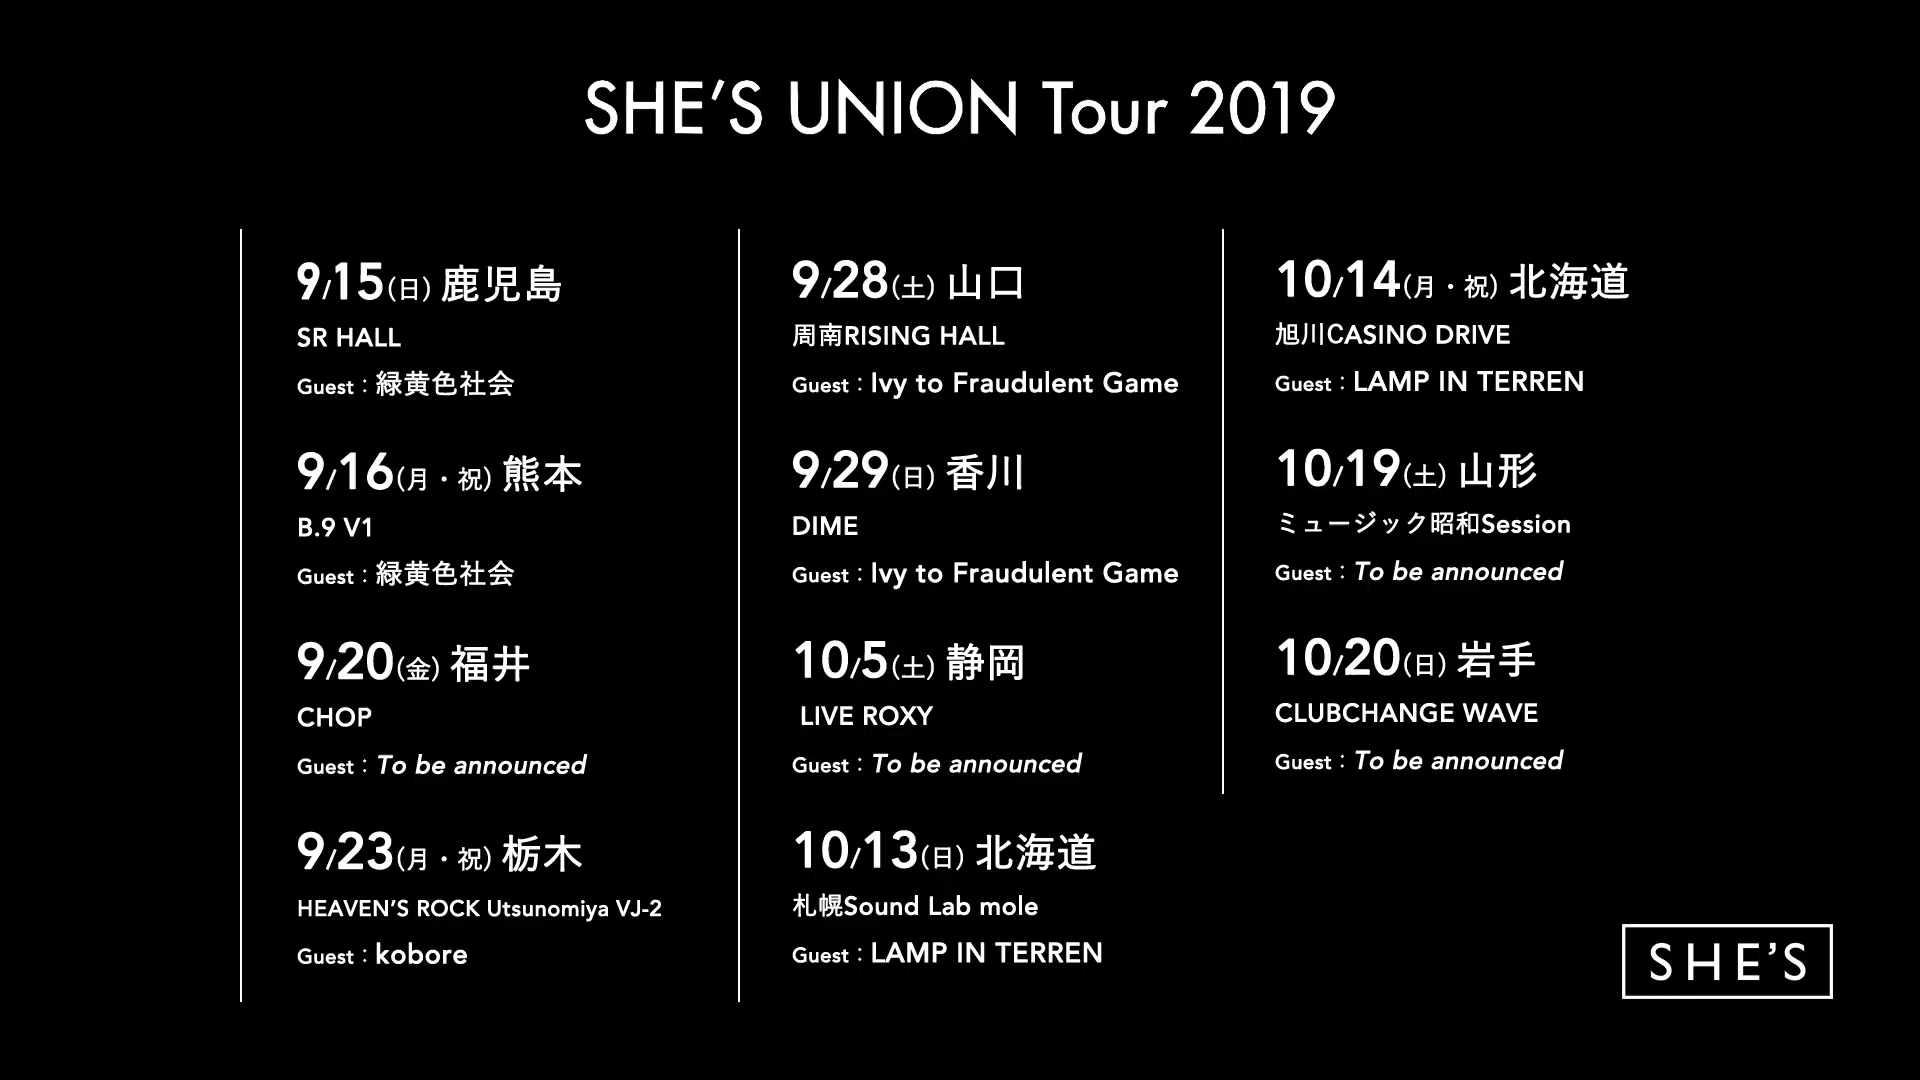 SHE'S UNION Tour 2019
9/15(日) 鹿児島
SR HALL
Guest：緑黄色社会
9/16(月・祝) 熊本
B.9 V1
Guest：緑黄色社会
9/20(金) 福井
CHOP
Guest：To be announced
9/23(月・祝) 栃木
HEAVEN'S ROCK Utsunomiya VJ-2
Guest：kobore
9/28(土) 山口
周南RISING HALL
Guest：Ivy to Fraudulent Game
9/29(日) 香川
DIME
Guest：Ivy to Fraudulent Game
10/5(土) 静岡
LIVE ROXY
Guest：To be announced
10/13(日) 北海道
札幌Sound Lab mole
Guest：LAMP IN TERREN
10/14(月・祝) 北海道
旭川CASINO DRIVE
Guest：LAMP IN TERREN
10/19(土) 山形
ミュージック昭和Session
Guest：To be announced
10/20(日) 岩手
CLUBCHANGE WAVE
Guest：To be announced
SHE'S